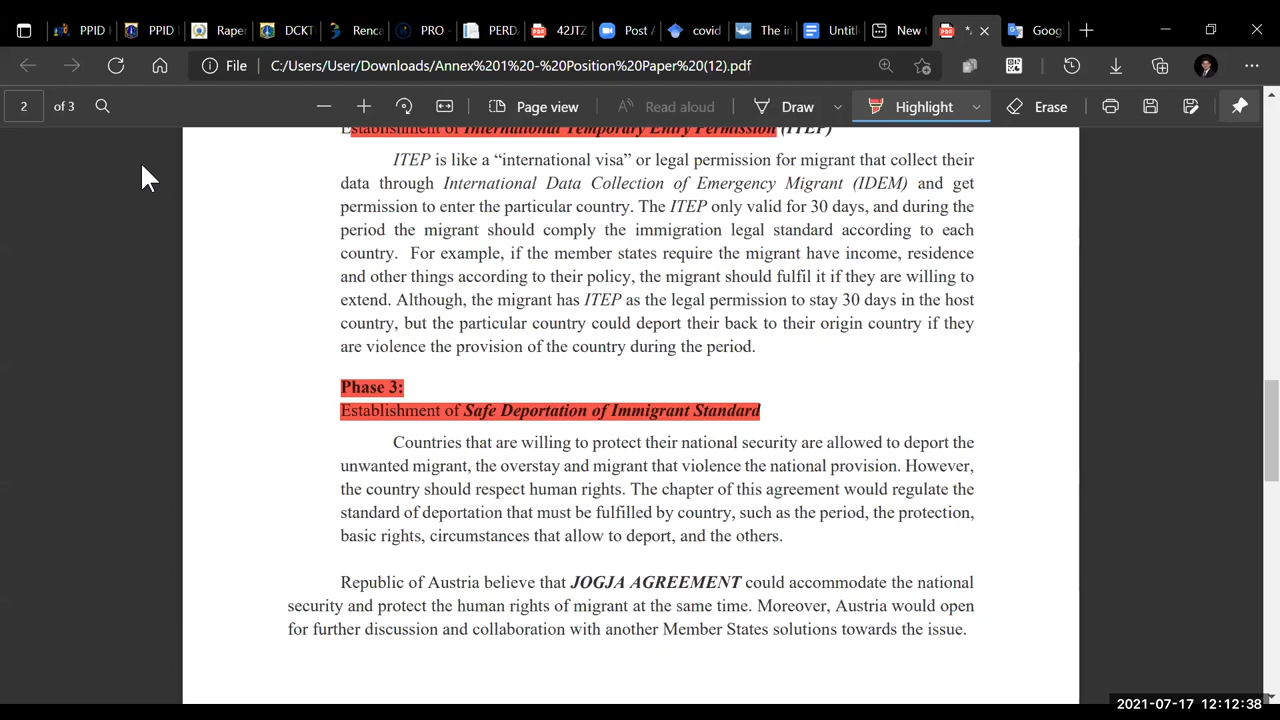 PPID
PPID
Raper
DCKT
Renca
PRO -
PERD
42JTZ
Post A
covid
The in
Untitl
New t
*.
Goog
File C:/Users/User/Downloads/Annex%201%20-%20Position%20Paper%20(12).pdf
2 of 3 Page view Read aloud Draw Highlight Erase
Establishment of International Temporary Entry Permission (ITEP)
ITEP is like a “international visa” or legal permission for migrant that collect their
data through International Data Collection of Emergency Migrant (IDEM) and get
permission to enter the particular country. The ITEP only valid for 30 days, and during the
period the migrant should comply the immigration legal standard according to each
country. For example, if the member states require the migrant have income, residence
and other things according to their policy, the migrant should fulfil it if they are willing to
extend. Although, the migrant has ITEP as the legal permission to stay 30 days in the host
country, but the particular country could deport their back to their origin country if they
are violence the provision of the country during the period.
Phase 3:
Establishment of Safe Deportation of Immigrant Standard
Countries that are willing to protect their national security are allowed to deport the
unwanted migrant, the overstay and migrant that violence the national provision. However,
the country should respect human rights. The chapter of this agreement would regulate the
standard of deportation that must be fulfilled by country, such as the period, the protection,
basic rights, circumstances that allow to deport, and the others.
Republic of Austria believe that JOGJA AGREEMENT could accommodate the national
security and protect the human rights of migrant at the same time. Moreover, Austria would open
for further discussion and collaboration with another Member States solutions towards the issue.
2021-07-17 12:12:38